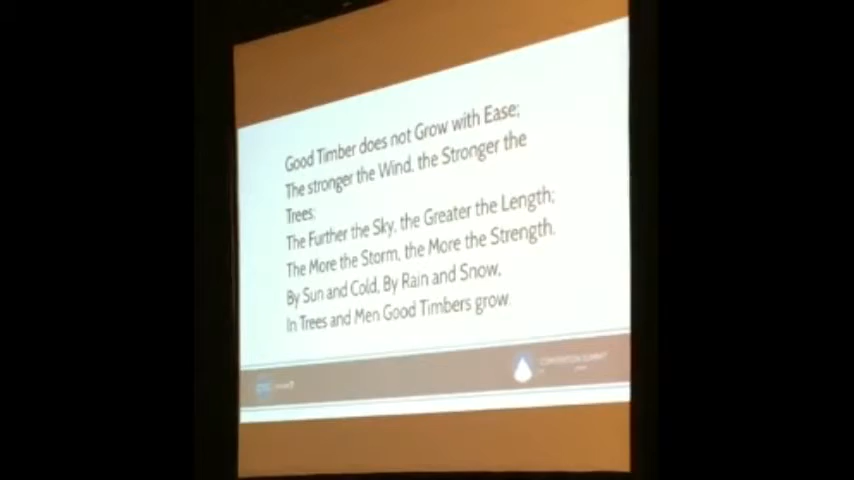 Good Timber does not Grow with Ease;
The stronger the Wind, the Stronger the
Trees;
The Further the Sky, the Greater the Length;
The More the Storm, the More the Strength.
By Sun and Cold, By Rain and Snow,
In Trees and Men Good Timbers grow.
CONVENTION SUMMIT